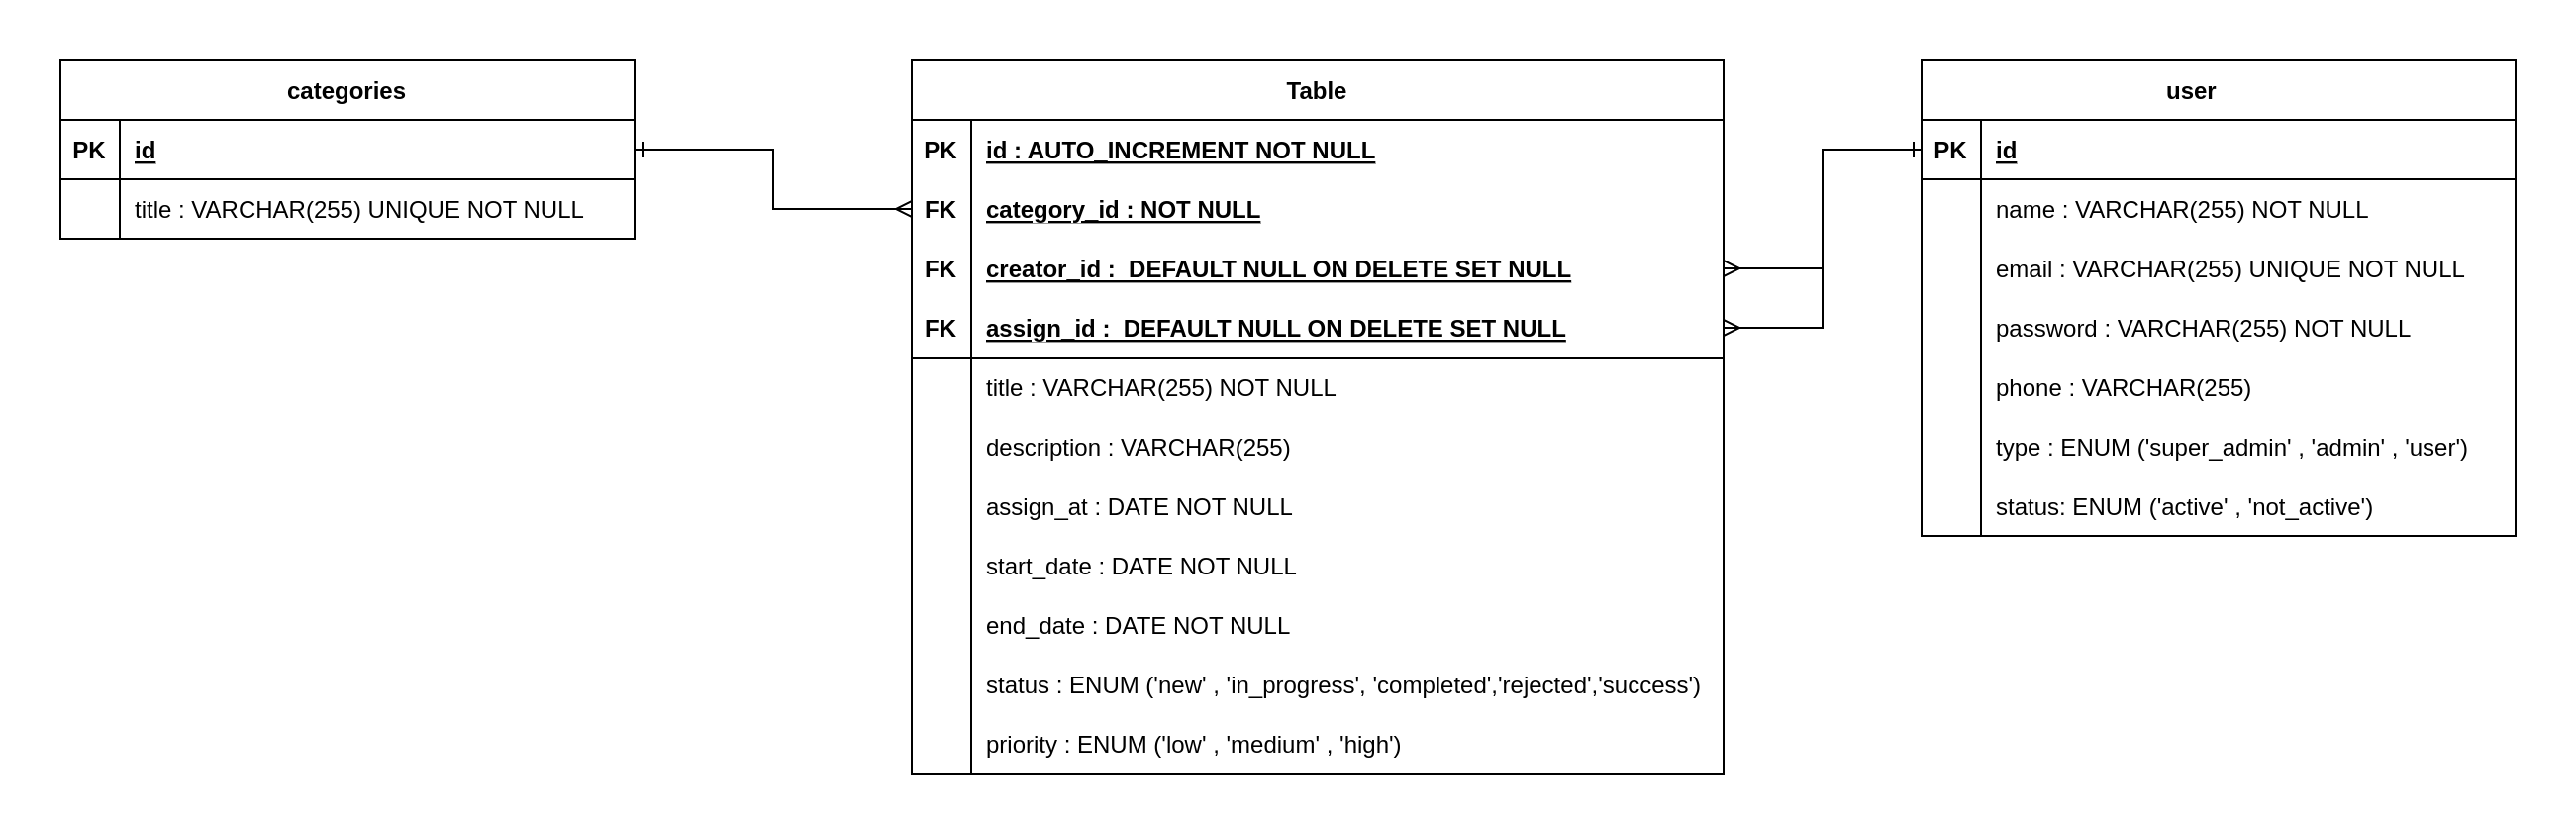 categories
PK id
title : VARCHAR(255) UNIQUE NOT NULL
Table
PK id : AUTO_INCREMENT NOT NULL
FK category_id : NOT NULL
FK creator_id :  DEFAULT NULL ON DELETE SET NULL
FK assign_id :  DEFAULT NULL ON DELETE SET NULL
title : VARCHAR(255) NOT NULL
description : VARCHAR(255)
assign_at : DATE NOT NULL
start_date : DATE NOT NULL
end_date : DATE NOT NULL
status : ENUM ('new' , 'in_progress', 'completed','rejected','success')
priority : ENUM ('low' , 'medium' , 'high')
user
PK id
name : VARCHAR(255) NOT NULL
email : VARCHAR(255) UNIQUE NOT NULL
password : VARCHAR(255) NOT NULL
phone : VARCHAR(255)
type : ENUM ('super_admin' , 'admin' , 'user')
status: ENUM ('active' , 'not_active')